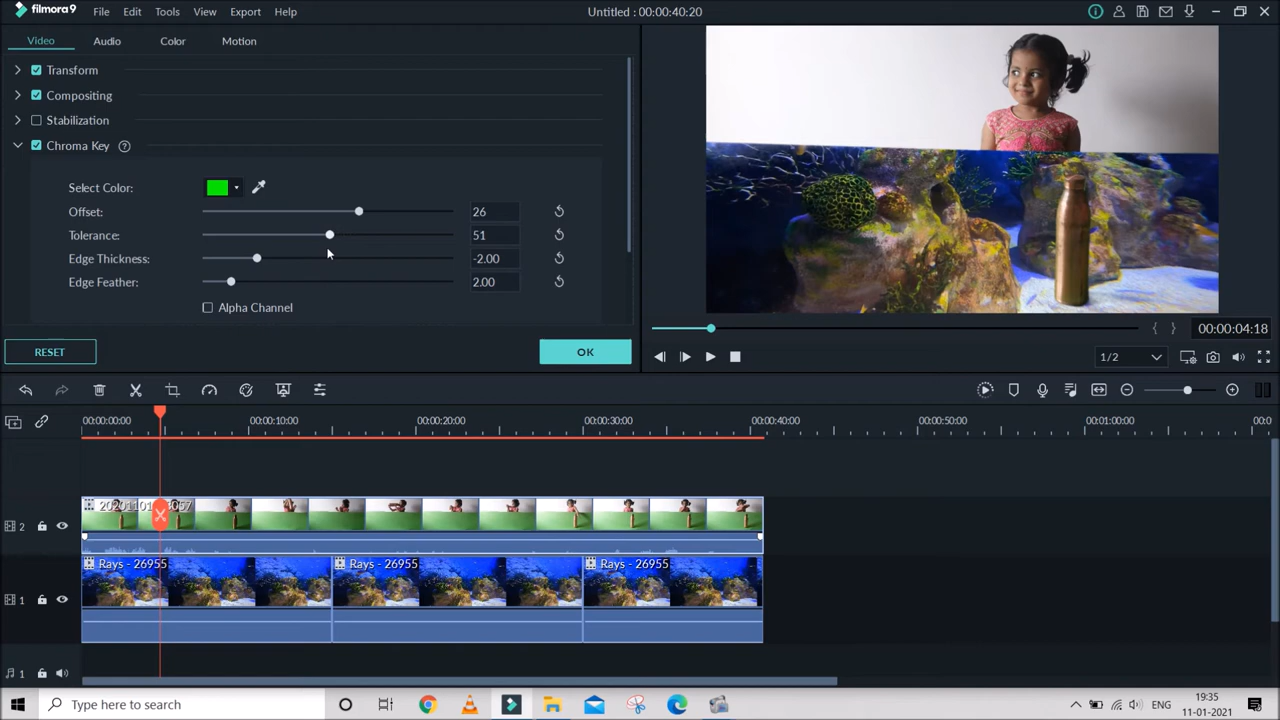 filmora9 File Edit Tools View Export Help Untitled : 00:00:40:20
Video Audio Color Motion
Transform
Compositing
Stabilization
Chroma Key
Select Color:
Offset: 26
Tolerance: 51
Edge Thickness: -2.00
Edge Feather: 2.00
Alpha Channel
RESET OK
00:00:04:18
1/2
00:00:00:00 00:00:10:00 00:00:20:00 00:00:30:00 00:00:40:00 00:00:50:00 00:01:00:00 00:0
2
Rays - 26955 Rays - 26955 Rays - 26955
1
1
Type here to search ENG 19:35
11-01-2021